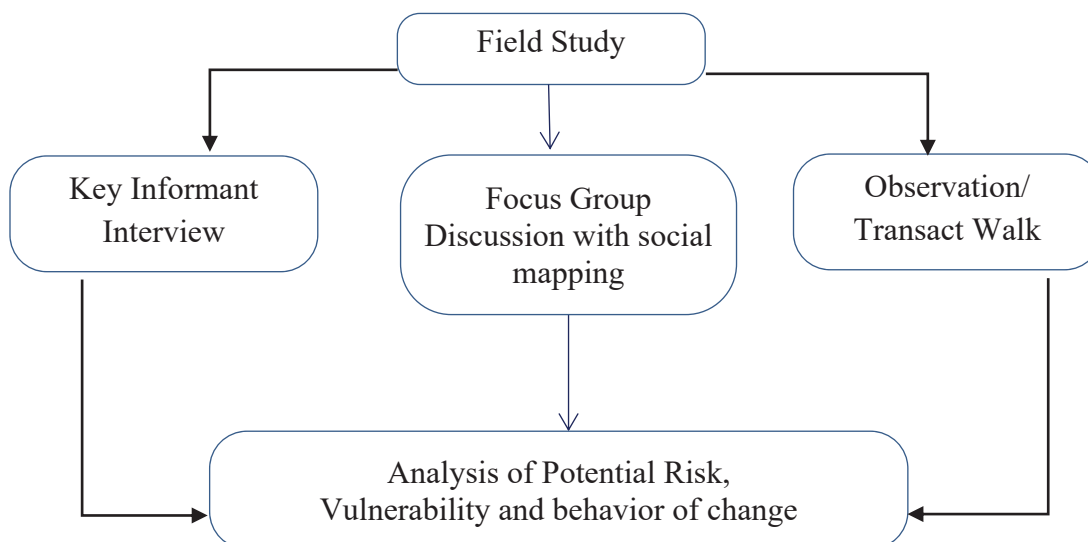 Field Study
Key Informant
Interview
Focus Group
Discussion with social
mapping
Observation/
Transact Walk
Analysis of Potential Risk,
Vulnerability and behavior of change